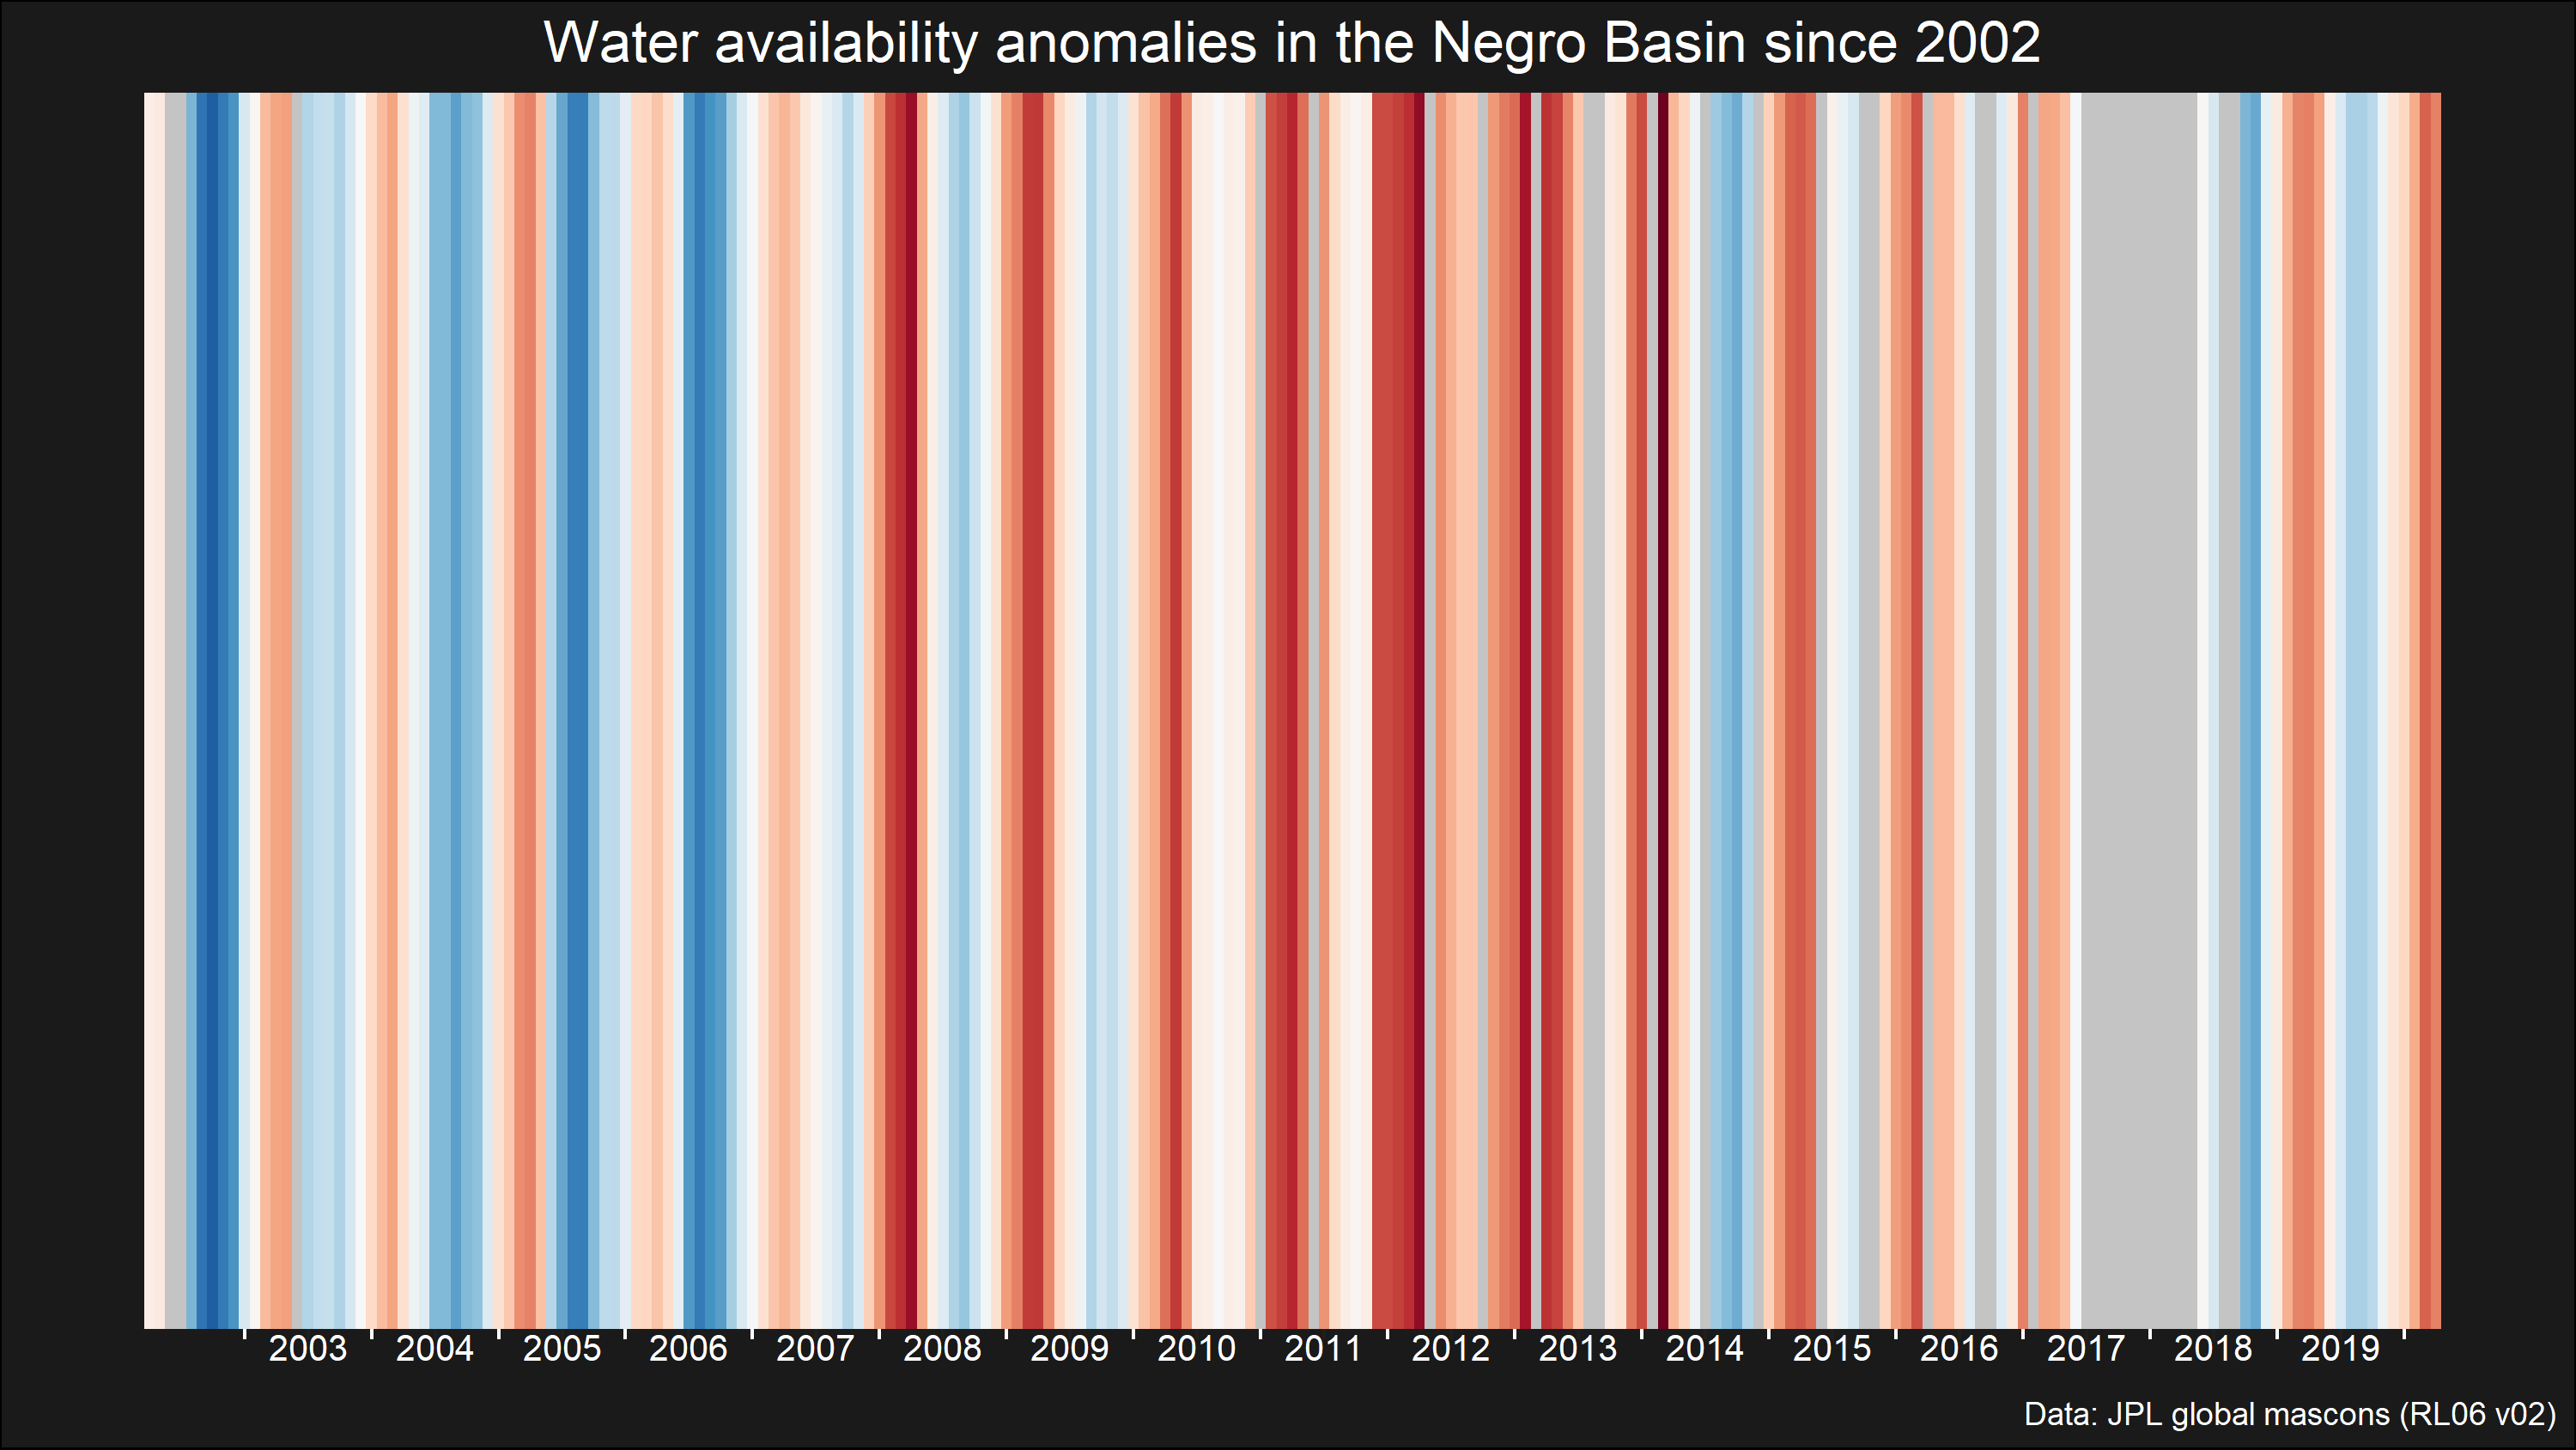 Water availability anomalies in the Negro Basin since 2002
2003 2004 2005 2006 2007 2008 2009 2010 2011 2012 2013 2014 2015 2016 2017 2018 2019
Data: JPL global mascons (RL06 v02)